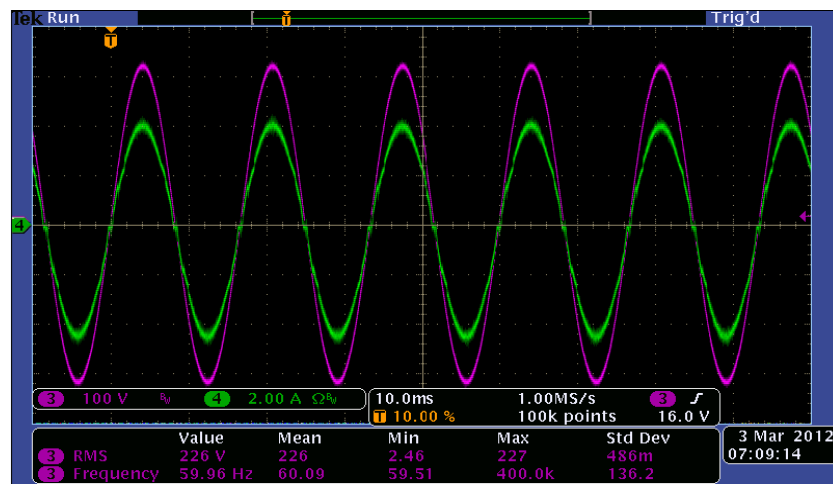 Tek Run Trig'd
T
T
4
3 100 V BW 4 2.00 A ΩBW
10.0ms 1.00MS/s 3 16.0 V
T 10.00 % 100k points
Value Mean Min Max Std Dev
3 RMS 226 V 226 2.46 227 486m
3 Frequency 59.96 Hz 60.09 59.51 400.0k 136.2
3 Mar 2012
07:09:14